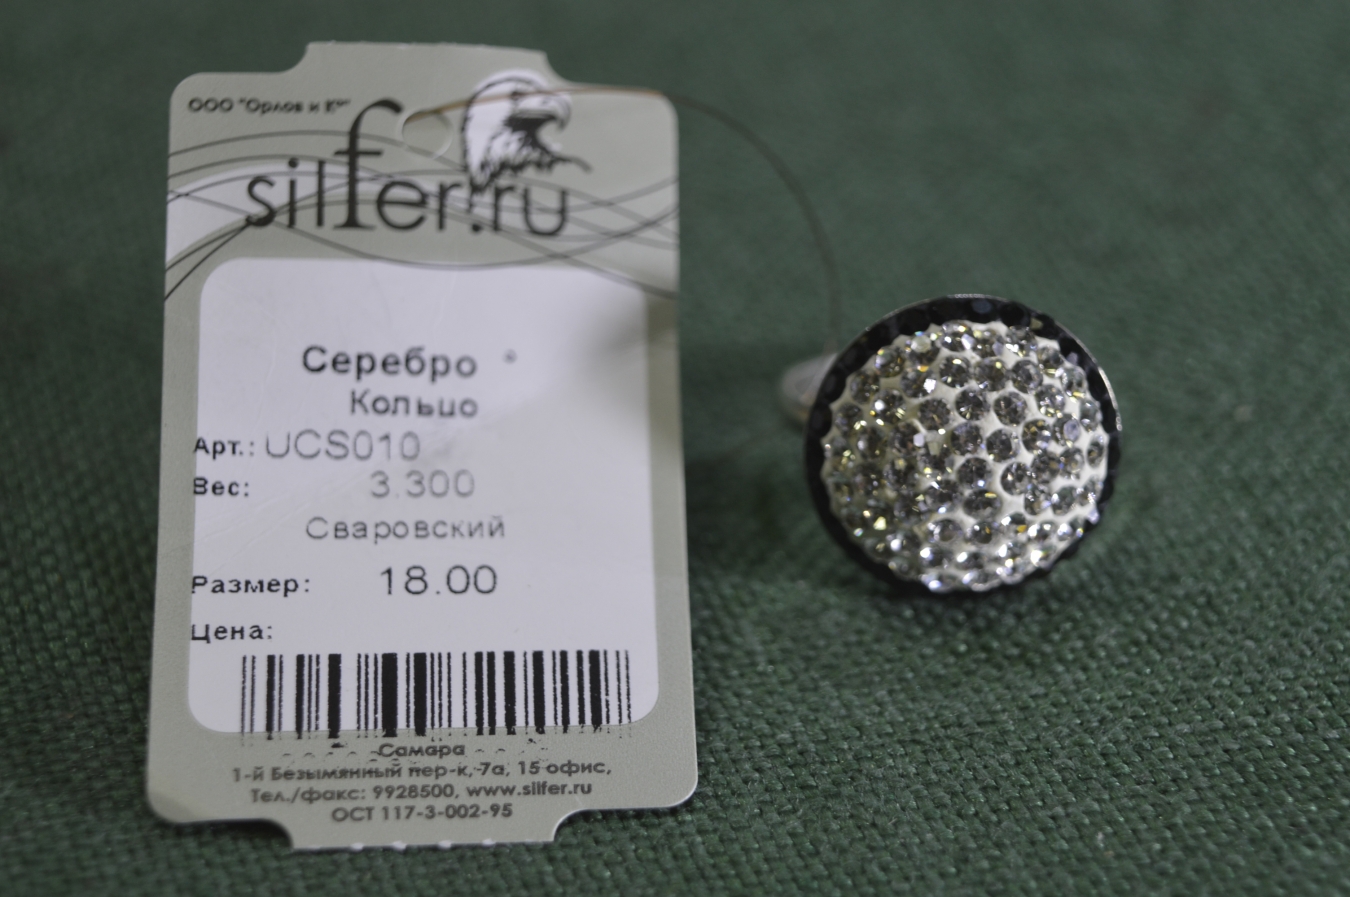 ООО "Орлов и Кº"
silfer.ru
Серебро
Кольцо
Арт.: UCS010
Вес: 3.300
Сваровский
Размер: 18.00
Цена:
Самара
1-й Безымянный пер-к, 7а, 15 офис,
Тел./факс: 9928500, www.silfer.ru
ОСТ 117-3-002-95